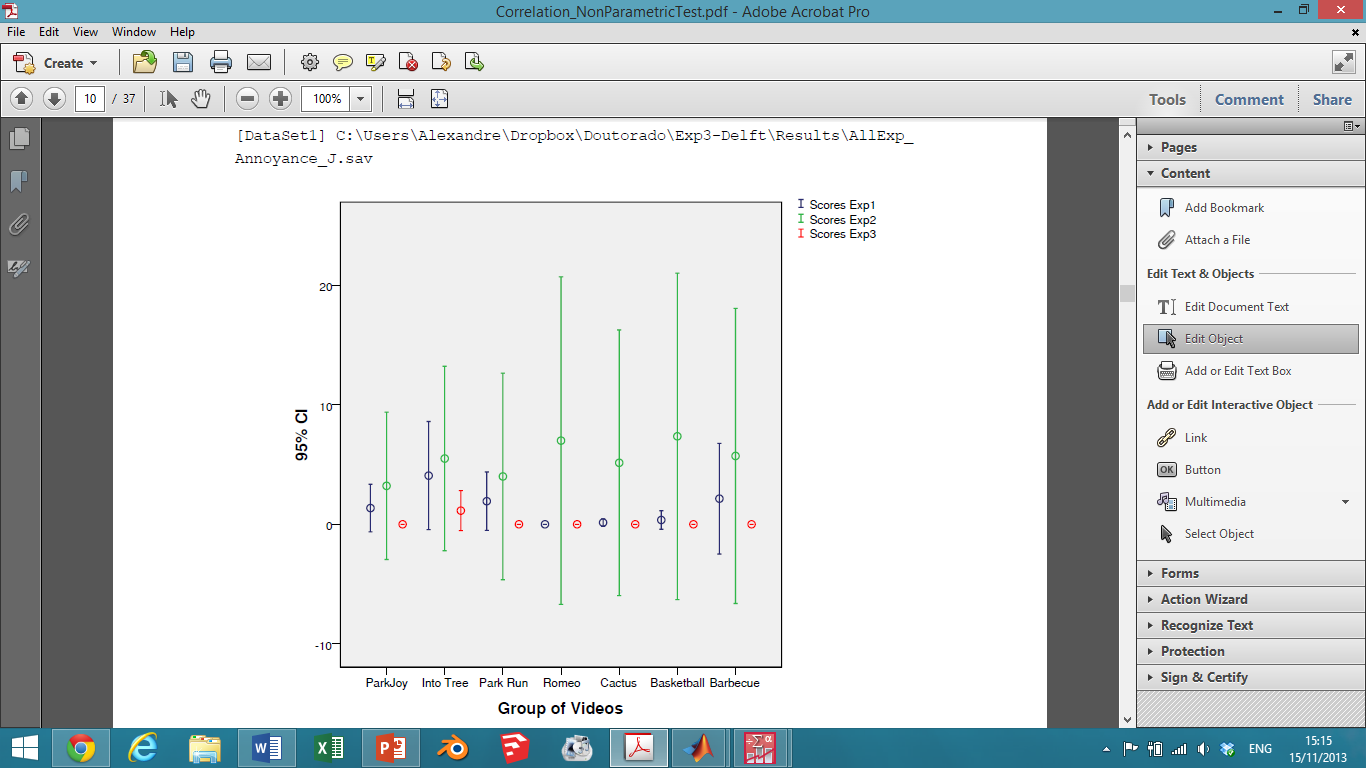 Correlation_NonParametricTest.pdf - Adobe Acrobat Pro
File Edit View Window Help
Create
10 / 37 100% Tools Comment Share
[DataSet1] C:\Users\Alexandre\Dropbox\Doutorado\Exp3-Delft\Results\AllExp_
Annoyance_J.sav
Scores Exp1
Scores Exp2
Scores Exp3
20
10
0
-10
95% CI
ParkJoy Into Tree Park Run Romeo Cactus Basketball Barbecue
Group of Videos
Pages
Content
Add Bookmark
Attach a File
Edit Text & Objects
Edit Document Text
Edit Object
Add or Edit Text Box
Add or Edit Interactive Object
Link
OK Button
Multimedia
Select Object
Forms
Action Wizard
Recognize Text
Protection
Sign & Certify
ENG 15:15
15/11/2013